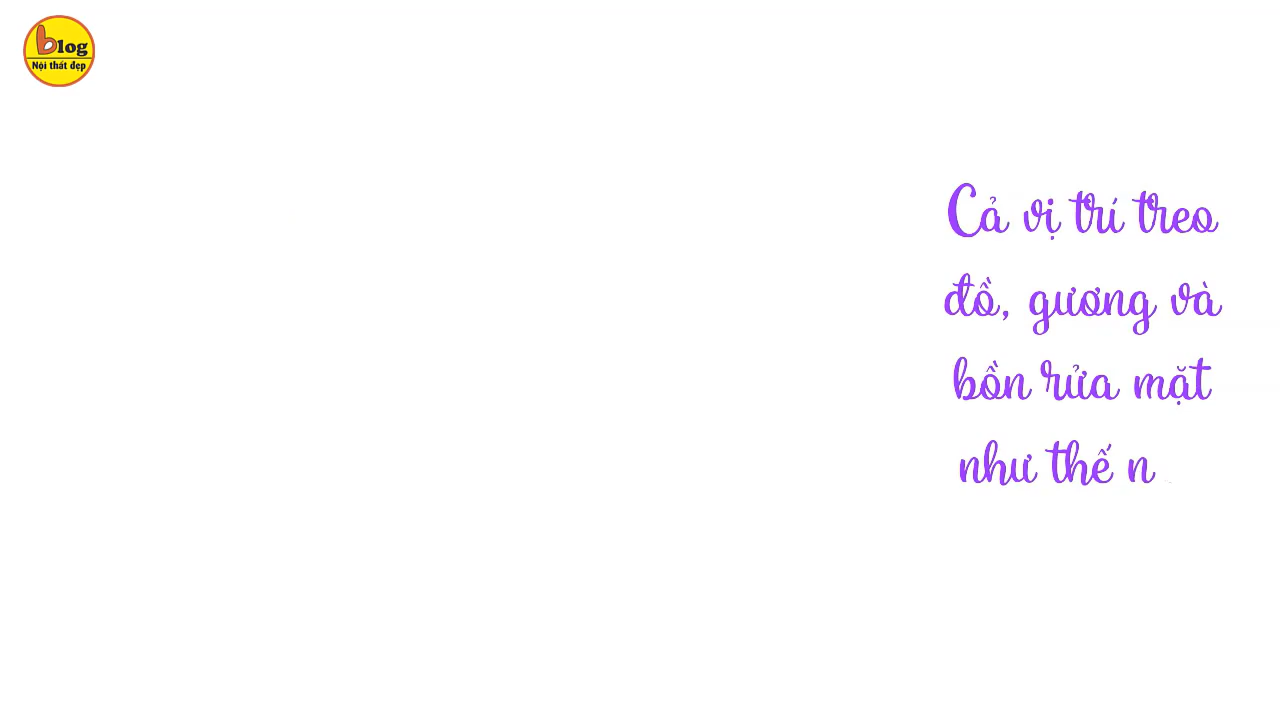 blog
Nội thất đẹp
Cả vị trí treo
đồ, gương và
bồn rửa mặt
như thế n